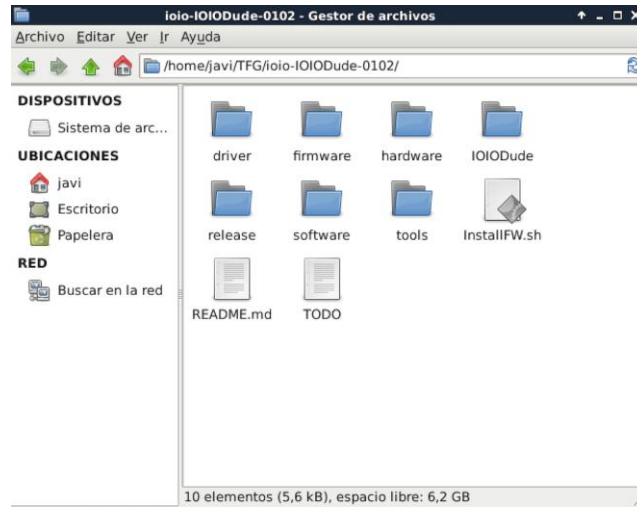 ioio-IOIODude-0102 - Gestor de archivos
Archivo Editar Ver Ir Ayuda
/home/javi/TFG/ioio-IOIODude-0102/
DISPOSITIVOS
Sistema de arc...
UBICACIONES
javi
Escritorio
Papelera
RED
Buscar en la red
driver firmware hardware IOIODude
release software tools InstallFW.sh
README.md TODO
10 elementos (5,6 kB), espacio libre: 6,2 GB